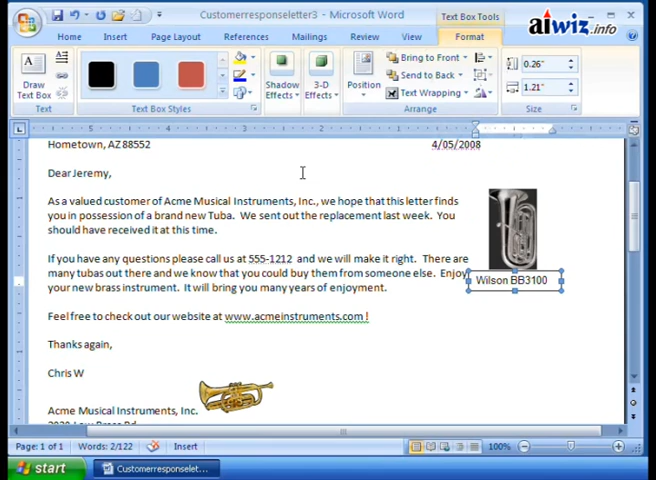 Customerresponseletter3 - Microsoft Word
Text Box Tools
aiwiz.info
Home
Insert
Page Layout
References
Mailings
Review
View
Format
Draw
Text Box
Text
Text Box Styles
Shadow
Effects
3-D
Effects
Position
Bring to Front
Send to Back
Text Wrapping
Arrange
0.26"
1.21"
Size
Hometown, AZ 88552
4/05/2008
Dear Jeremy,
As a valued customer of Acme Musical Instruments, Inc., we hope that this letter finds
you in possession of a brand new Tuba.  We sent out the replacement last week.  You
should have received it at this time.
If you have any questions please call us at 555-1212  and we will make it right.  There are
many tubas out there and we know that you could buy them from someone else.  Enjoy
your new brass instrument.  It will bring you many years of enjoyment.
Wilson BB3100
Feel free to check out our website at www.acmeinstruments.com !
Thanks again,
Chris W
Acme Musical Instruments, Inc.
Page: 1 of 1
Words: 2/122
Insert
100%
start
Customerresponselet...